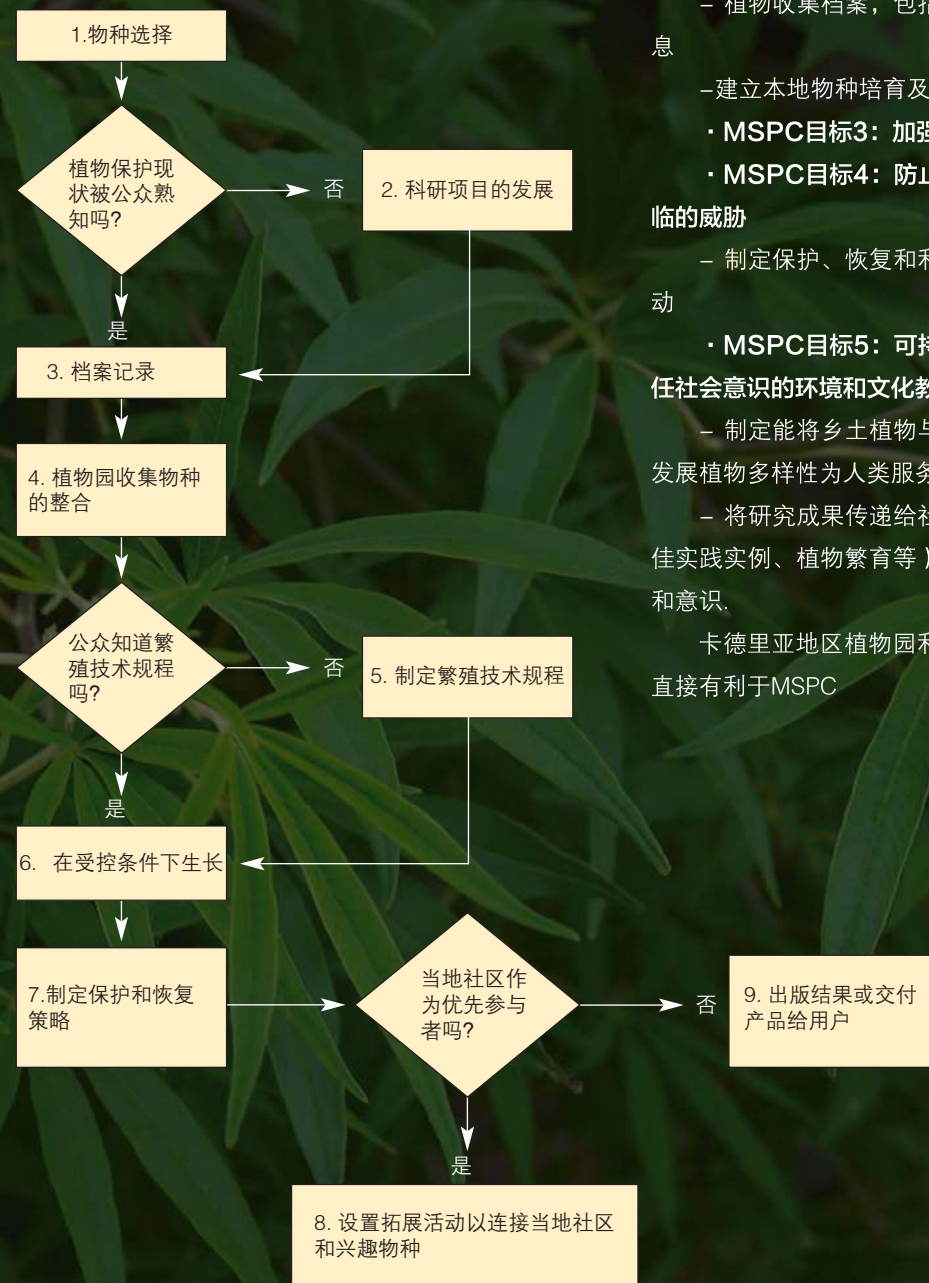 1.物种选择
植物保护现
状被公众熟
知吗?
否
2. 科研项目的发展
是
3. 档案记录
4. 植物园收集物种
的整合
公众知道繁
殖技术规程
吗?
否
5. 制定繁殖技术规程
是
6. 在受控条件下生长
7.制定保护和恢复
策略
当地社区作
为优先参与
者吗?
否
9. 出版结果或交付
产品给用户
是
8. 设置拓展活动以连接当地社区
和兴趣物种
– 植物收集档案，包括
息
–建立本地物种培育及
·MSPC目标3：加强
·MSPC目标4：防止
临的威胁
– 制定保护、恢复和利
动
·MSPC目标5：可持
任社会意识的环境和文化教
– 制定能将乡土植物与
发展植物多样性为人类服务
– 将研究成果传递给社
佳实践实例、植物繁育等）
和意识.
卡德里亚地区植物园和
直接有利于MSPC